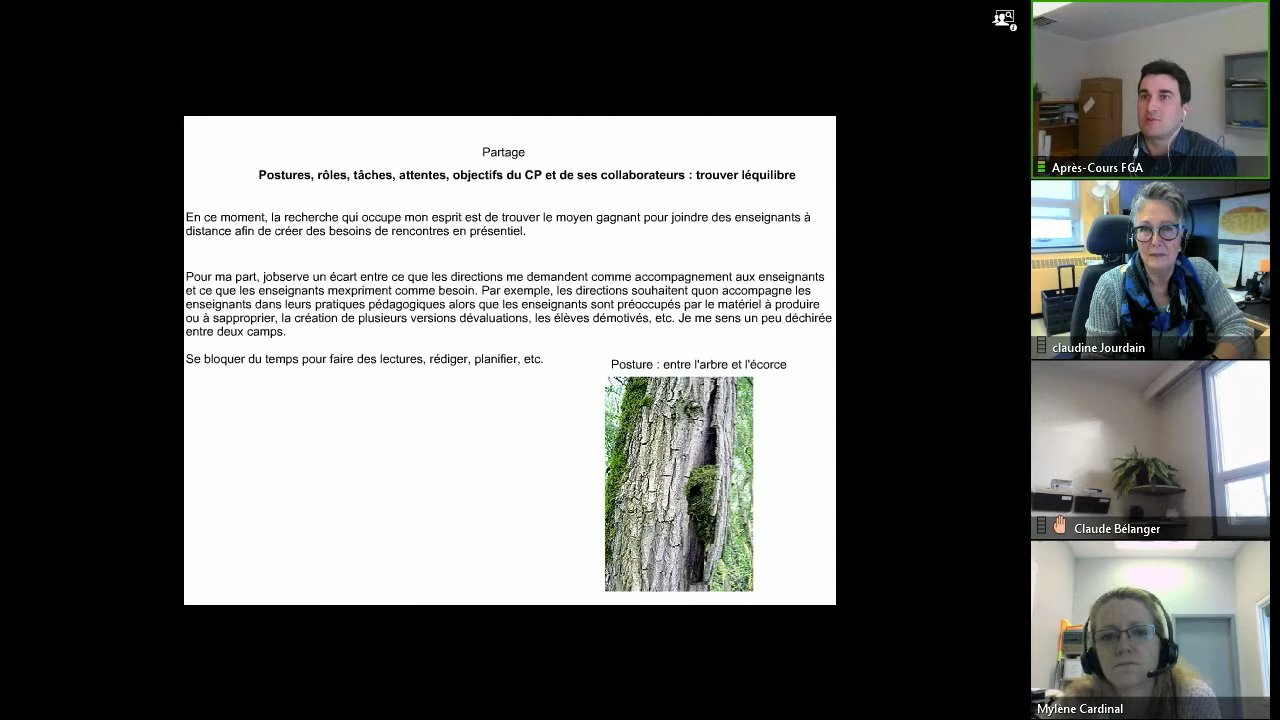 Partage
Postures, rôles, tâches, attentes, objectifs du CP et de ses collaborateurs : trouver léquilibre
En ce moment, la recherche qui occupe mon esprit est de trouver le moyen gagnant pour joindre des enseignants à
distance afin de créer des besoins de rencontres en présentiel.
Pour ma part, jobserve un écart entre ce que les directions me demandent comme accompagnement aux enseignants
et ce que les enseignants mexpriment comme besoin. Par exemple, les directions souhaitent quon accompagne les
enseignants dans leurs pratiques pédagogiques alors que les enseignants sont préoccupés par le matériel à produire
ou à sapproprier, la création de plusieurs versions dévaluations, les élèves démotivés, etc. Je me sens un peu déchirée
entre deux camps.
Se bloquer du temps pour faire des lectures, rédiger, planifier, etc.
Posture : entre l'arbre et l'écorce
Après-Cours FGA
claudine Jourdain
Claude Bélanger
Mylène Cardinal